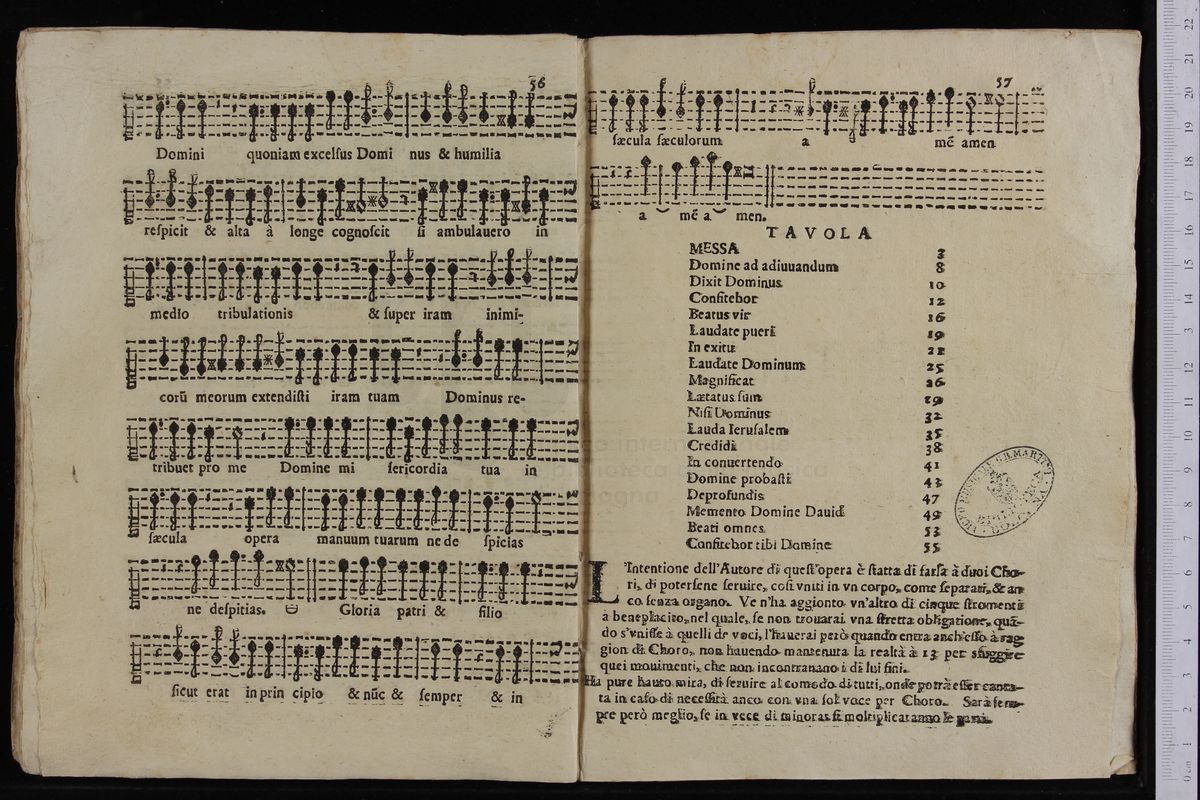 56
Domini quoniam excelſus Domi nus & humilia
reſpicit & alta à longe cognoſcit ſi ambulauero in
medio tribulationis & ſuper iram inimi-
corū meorum extendiſti iram tuam Dominus re-
tribuet pro me Domine mi ſericordia tua in
ſæcula opera manuum tuarum ne de ſpicias
ne deſpitias. Gloria patri & filio
ſicut erat in prin cipio & nūc & ſemper & in
57
ſæcula ſæculorum a mē amen
a mē a men.
TAVOLA
MESSA 3
Domine ad adiuuandum 8
Dixit Dominus 10
Confitebor 12
Beatus vir 16
Laudate pueri 19
In exitu 21
Laudate Dominum 25
Magnificat 26
Lætatus ſum 29
Niſi Dominus 32
Lauda Ieruſalem 35
Credidi 38
In conuertendo 41
Domine probaſti 43
Deprofundis 47
Memento Domine Dauid 49
Beati omnes 53
Confitebor tibi Domine 55
L'Intentione dell'Autore di queſt'opera è ſtatta di farſa à duoi Cho-
ri, di poterſene ſeruire, coſi vniti in vn corpo, come ſeparati, & an
co ſenza organo. Ve n'ha aggionto vn'altro di cinque ſtromenti
à beneplacito, nel quale, ſe non trouarai vna ſtretta obligatione, quā-
do s'vniſſe à quelli de voci, l'hauerai però quando entra anch'eſſo à rag
gion di Choro, non hauendo mantenuta la realtà à 13 per sfuggire
quei mouimenti, che non incontrauano i di lui fini.
Ha pure hauto mira, di ſeruire al comodo di tutti, onde potrà eſſer canta-
ta in caſo di neceſſità anco con vna ſol voce per Choro. Sarà ſem-
pre però meglio, ſe in vece di minorar ſi moltiplicaranno le parti.